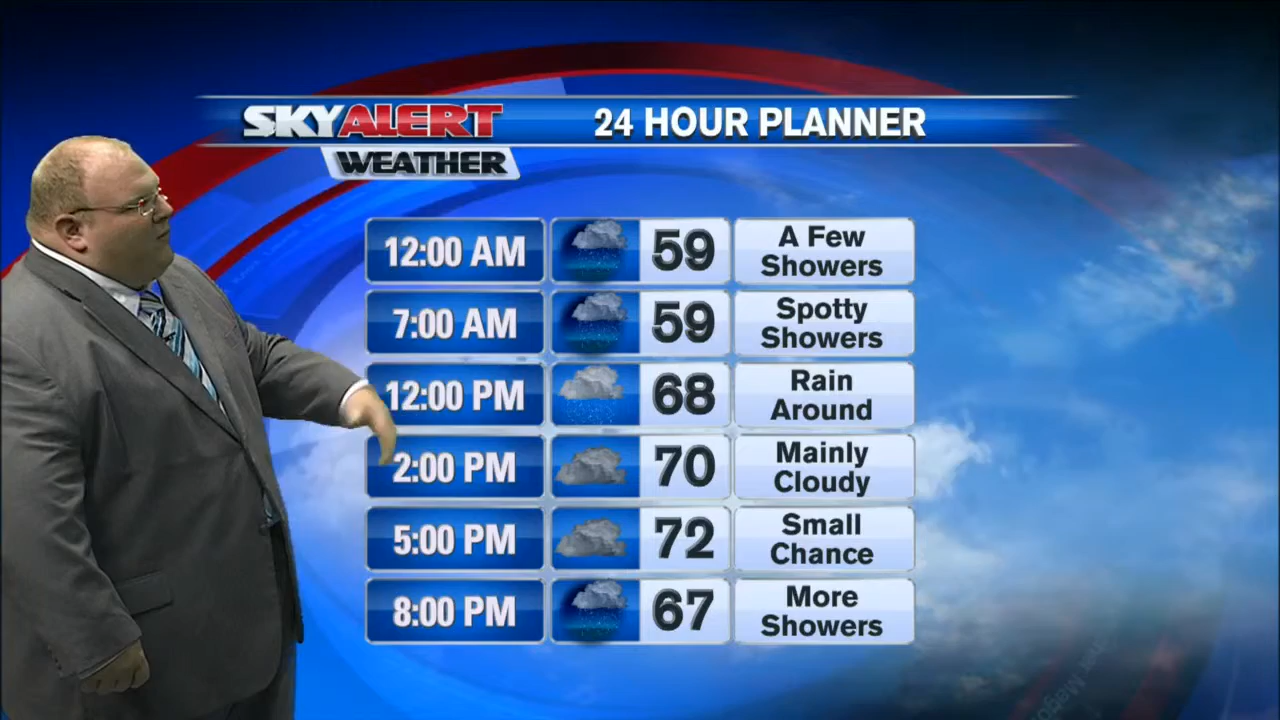 SKYALERT
WEATHER
24 HOUR PLANNER
12:00 AM
59
A Few
Showers
7:00 AM
59
Spotty
Showers
12:00 PM
68
Rain
Around
2:00 PM
70
Mainly
Cloudy
5:00 PM
72
Small
Chance
8:00 PM
67
More
Showers